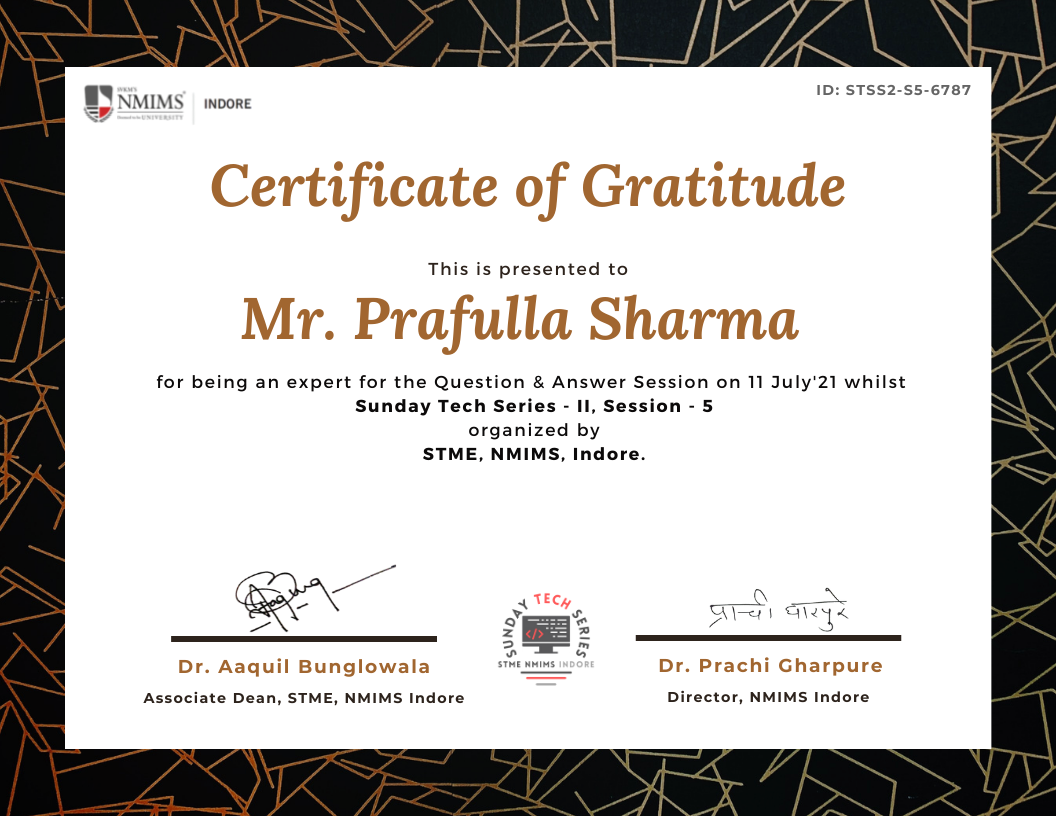 SVKM'S
NMIMS
Deemed to be UNIVERSITY
INDORE
ID: STSS2-S5-6787
Certificate of Gratitude
This is presented to
Mr. Prafulla Sharma
for being an expert for the Question & Answer Session on 11 July'21 whilst
Sunday Tech Series - II, Session - 5
organized by
STME, NMIMS, Indore.
प्राची घारपुरे
SUNDAY TECH SERIES
</>
STME NMIMS INDORE
Dr. Aaquil Bunglowala
Associate Dean, STME, NMIMS Indore
Dr. Prachi Gharpure
Director, NMIMS Indore